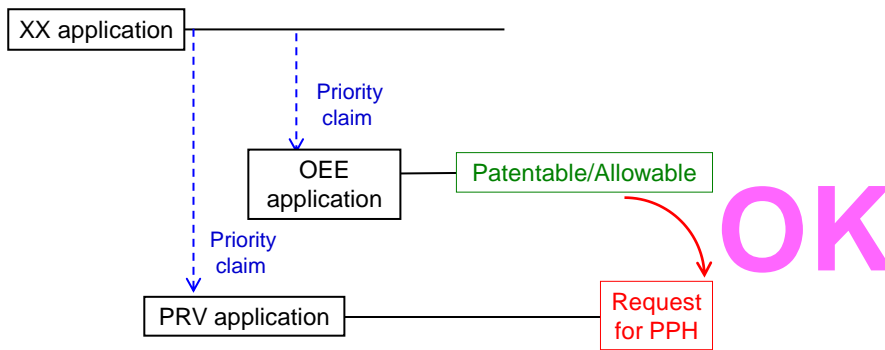 XX application
Priority
claim
OEE
application
Patentable/Allowable
OK
Priority
claim
PRV application
Request
for PPH